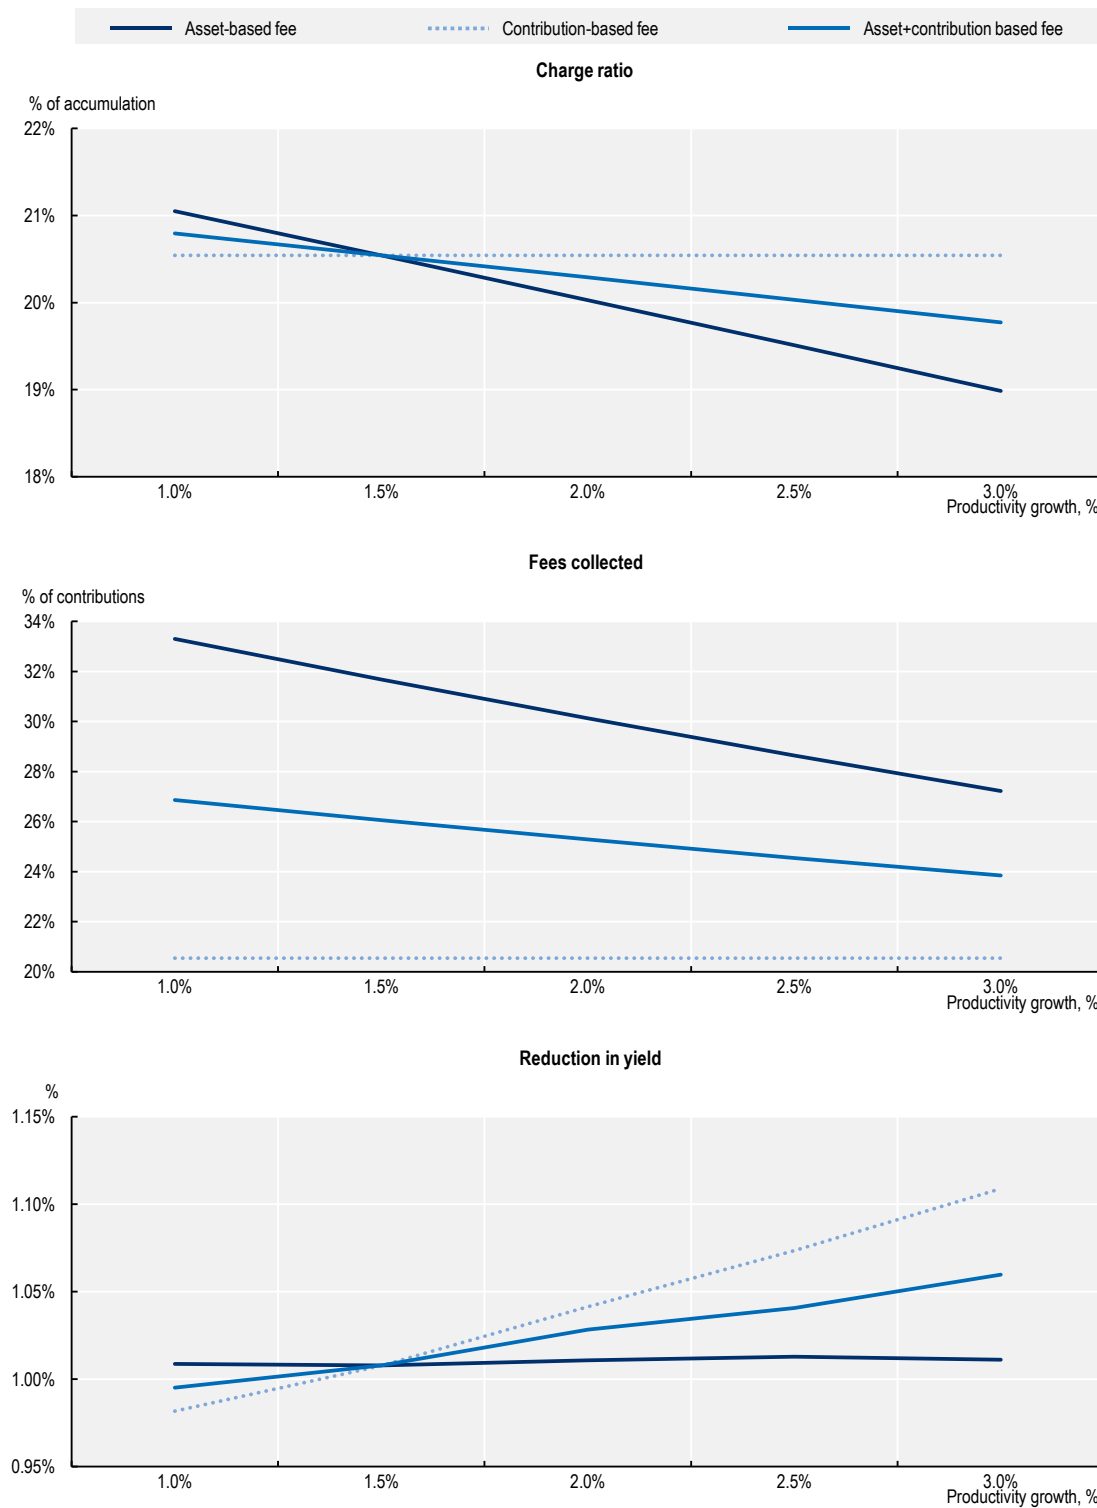 Asset-based fee Contribution-based fee Asset+contribution based fee
Charge ratio
% of accumulation
22%
21%
20%
19%
18%
1.0% 1.5% 2.0% 2.5% 3.0%
Productivity growth, %
Fees collected
% of contributions
34%
32%
30%
28%
26%
24%
22%
20%
1.0% 1.5% 2.0% 2.5% 3.0%
Productivity growth, %
Reduction in yield
%
1.15%
1.10%
1.05%
1.00%
0.95%
1.0% 1.5% 2.0% 2.5% 3.0%
Productivity growth, %